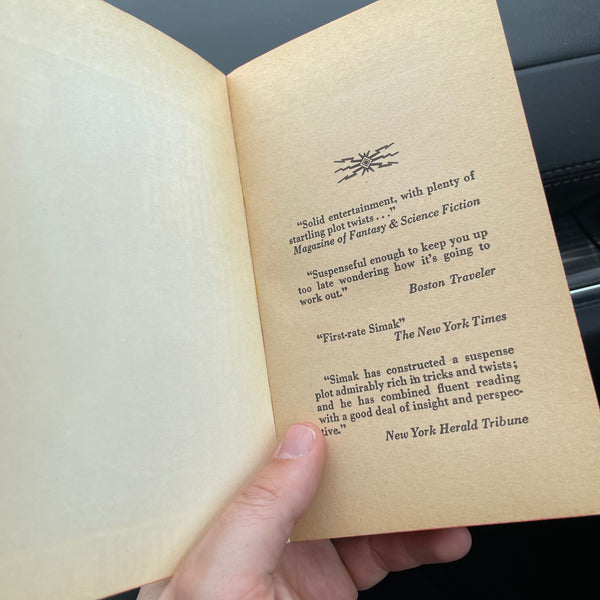 “Solid entertainment, with plenty of
startling plot twists . . .”
Magazine of Fantasy & Science Fiction
“Suspenseful enough to keep you up
too late wondering how it’s going to
work out.” Boston Traveler
“First-rate Simak”
The New York Times
“Simak has constructed a suspense
plot admirably rich in tricks and twists;
and he has combined fluent reading
with a good deal of insight and perspec-
tive.” New York Herald Tribune